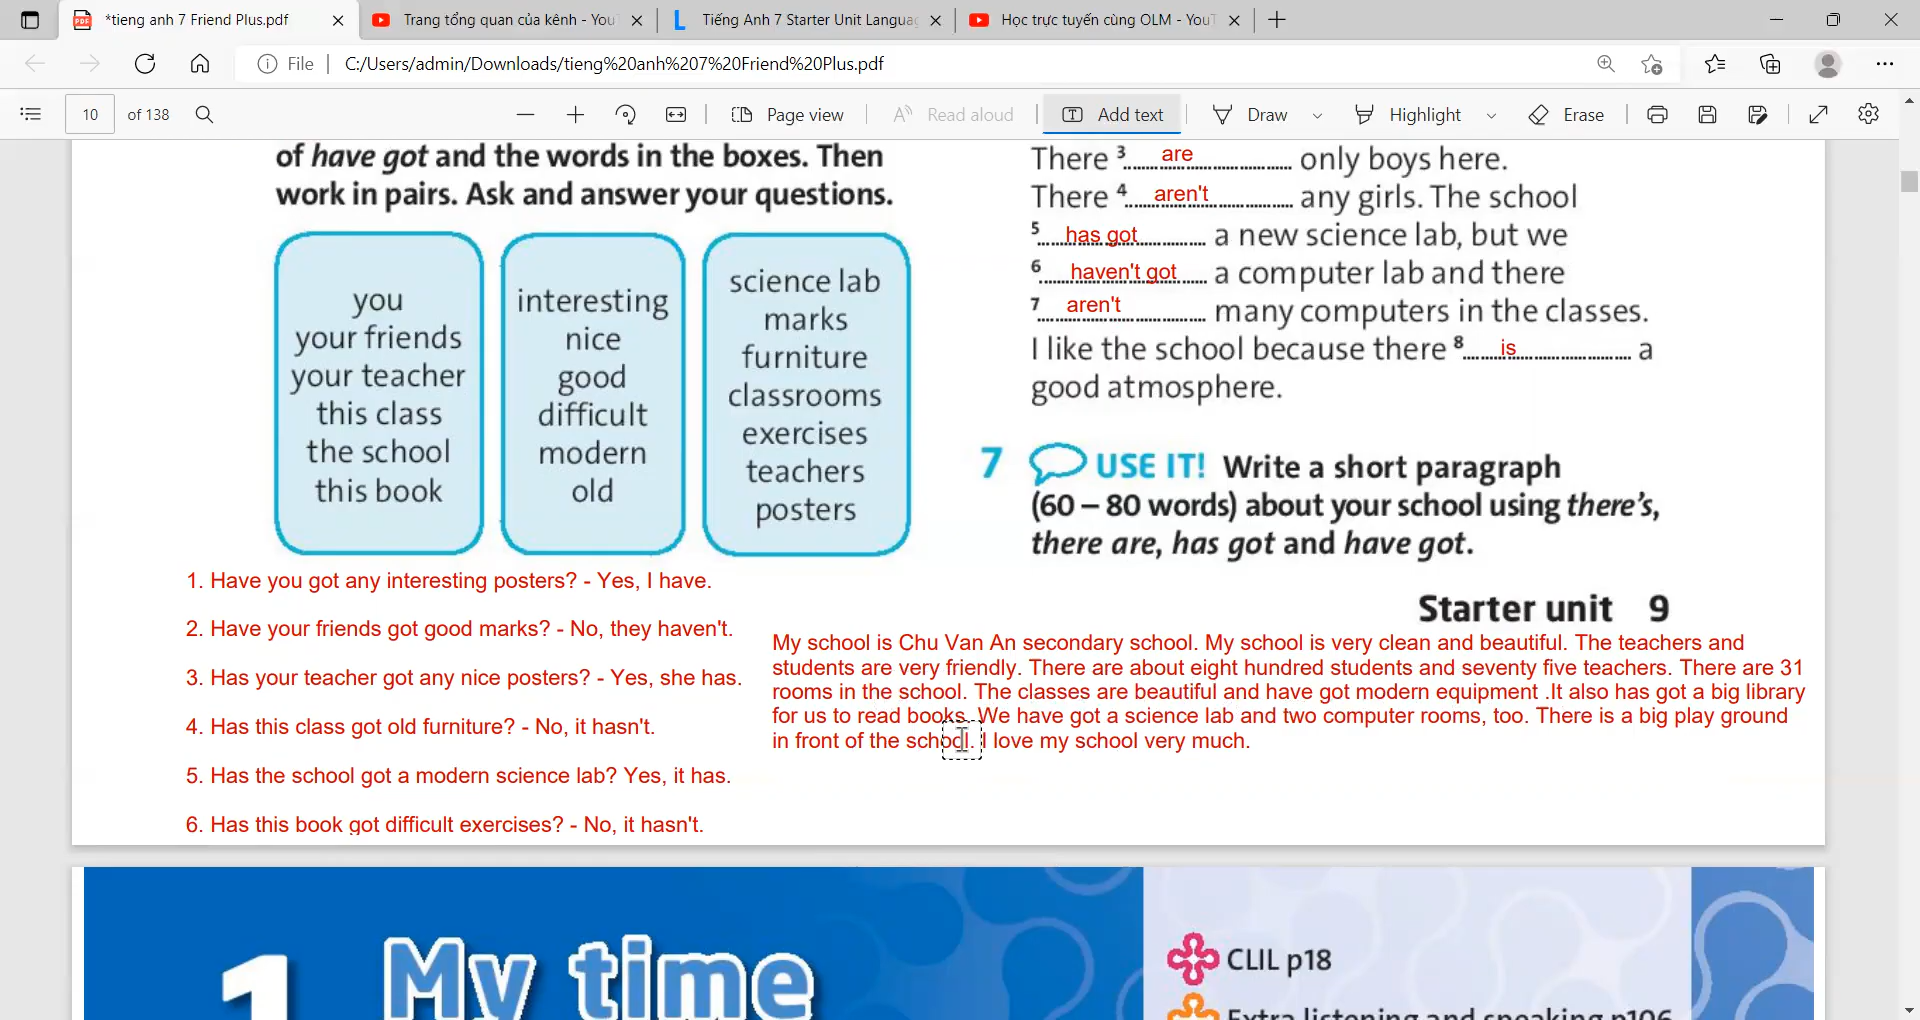 *tieng anh 7 Friend Plus.pdf
Trang tổng quan của kênh - You
Tiếng Anh 7 Starter Unit Langua
Học trực tuyến cùng OLM - YouT
File
C:/Users/admin/Downloads/tieng%20anh%207%20Friend%20Plus.pdf
10 of 138
Page view
Read aloud
Add text
Draw
Highlight
Erase
of have got and the words in the boxes. Then
work in pairs. Ask and answer your questions.
you
your friends
your teacher
this class
the school
this book
interesting
nice
good
difficult
modern
old
science lab
marks
furniture
classrooms
exercises
teachers
posters
1. Have you got any interesting posters? - Yes, I have.
2. Have your friends got good marks? - No, they haven't.
3. Has your teacher got any nice posters? - Yes, she has.
4. Has this class got old furniture? - No, it hasn't.
5. Has the school got a modern science lab? Yes, it has.
6. Has this book got difficult exercises? - No, it hasn't.
There 3 are only boys here.
There 4 aren't any girls. The school
5 has got a new science lab, but we
6 haven't got a computer lab and there
7 aren't many computers in the classes.
I like the school because there 8 is a
good atmosphere.
7 USE IT! Write a short paragraph
(60 – 80 words) about your school using there's,
there are, has got and have got.
Starter unit 9
My school is Chu Van An secondary school. My school is very clean and beautiful. The teachers and
students are very friendly. There are about eight hundred students and seventy five teachers. There are 31
rooms in the school. The classes are beautiful and have got modern equipment .It also has got a big library
for us to read books. We have got a science lab and two computer rooms, too. There is a big play ground
in front of the school. I love my school very much.
1 My time
CLIL p18
Extra listening and speaking p106